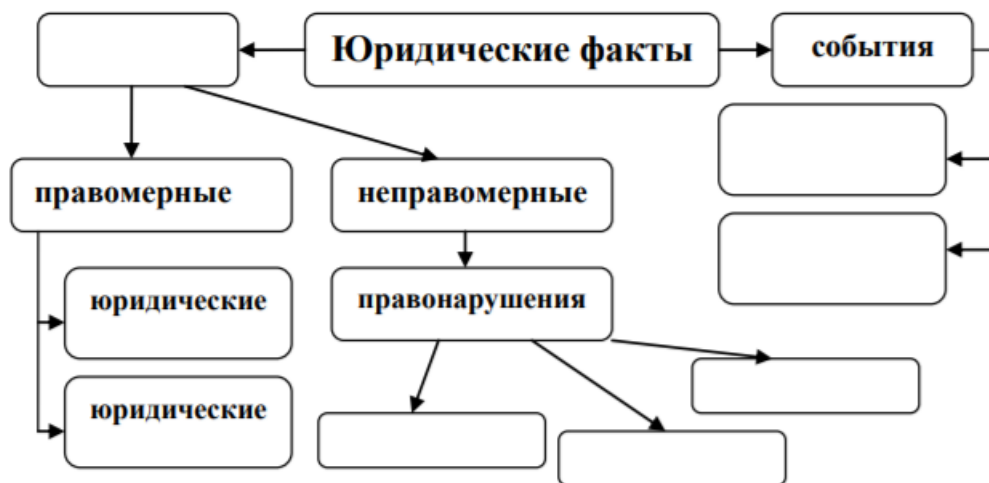 Юридические факты
события
правомерные
неправомерные
юридические
правонарушения
юридические